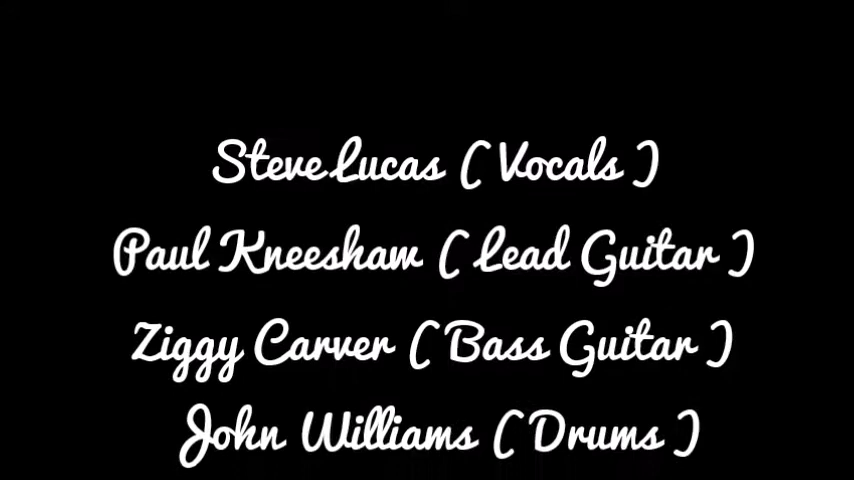 Steve Lucas ( Vocals )
Paul Kneeshaw ( Lead Guitar )
Ziggy Carver ( Bass Guitar )
John Williams ( Drums )